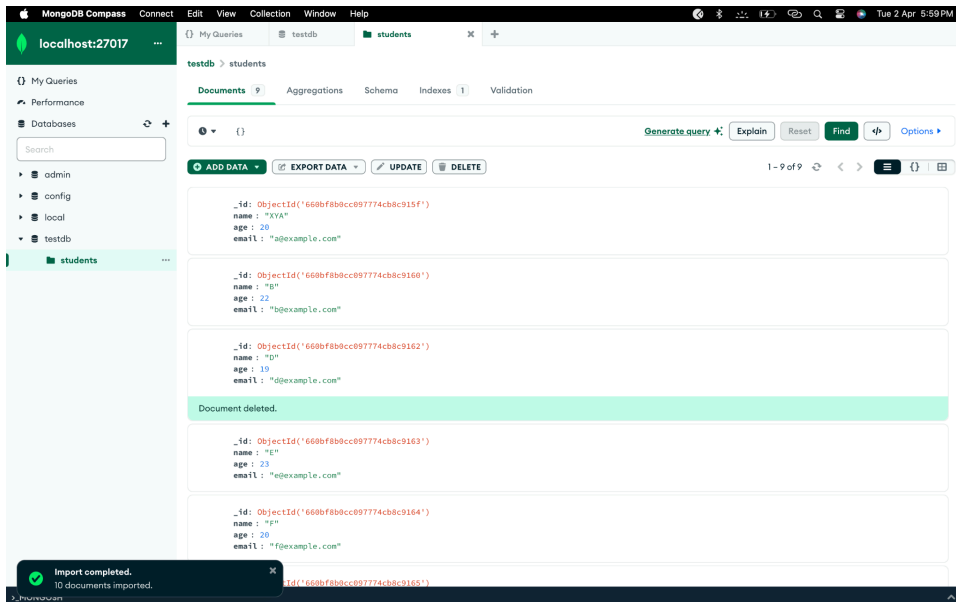 MongoDB Compass Connect Edit View Collection Window Help Tue 2 Apr 5:59 PM
localhost:27017 ...
{} My Queries testdb students
testdb > students
{} My Queries
Performance
Databases
Search
admin
config
local
testdb
students ...
Documents 9 Aggregations Schema Indexes 1 Validation
{} Generate query Explain Reset Find </> Options
ADD DATA EXPORT DATA UPDATE DELETE 1 – 9 of 9 {}
_id: ObjectId('660bf8b0cc097774cb8c915f')
name : "XYA"
age : 20
email : "a@example.com"
_id: ObjectId('660bf8b0cc097774cb8c9160')
name : "B"
age : 22
email : "b@example.com"
_id: ObjectId('660bf8b0cc097774cb8c9162')
name : "D"
age : 19
email : "d@example.com"
Document deleted.
_id: ObjectId('660bf8b0cc097774cb8c9163')
name : "E"
age : 23
email : "e@example.com"
_id: ObjectId('660bf8b0cc097774cb8c9164')
name : "F"
age : 20
email : "f@example.com"
tId('660bf8b0cc097774cb8c9165')
Import completed.
10 documents imported.
>_MONGOSH